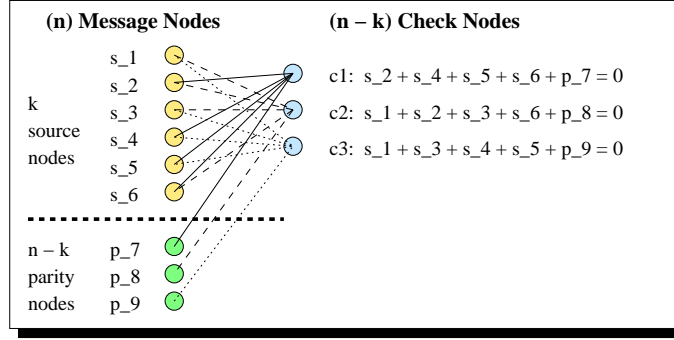 (n) Message Nodes
(n – k) Check Nodes
s_1
s_2
s_3
s_4
s_5
s_6
k
source
nodes
c1: s_2 + s_4 + s_5 + s_6 + p_7 = 0
c2: s_1 + s_2 + s_3 + s_6 + p_8 = 0
c3: s_1 + s_3 + s_4 + s_5 + p_9 = 0
n – k p_7
parity p_8
nodes p_9